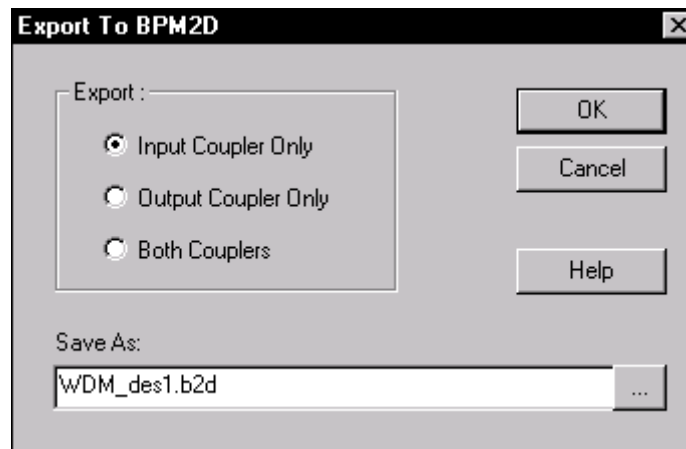 Export To BPM2D
Export :
Input Coupler Only
Output Coupler Only
Both Couplers
OK
Cancel
Help
Save As:
WDM_des1.b2d
...